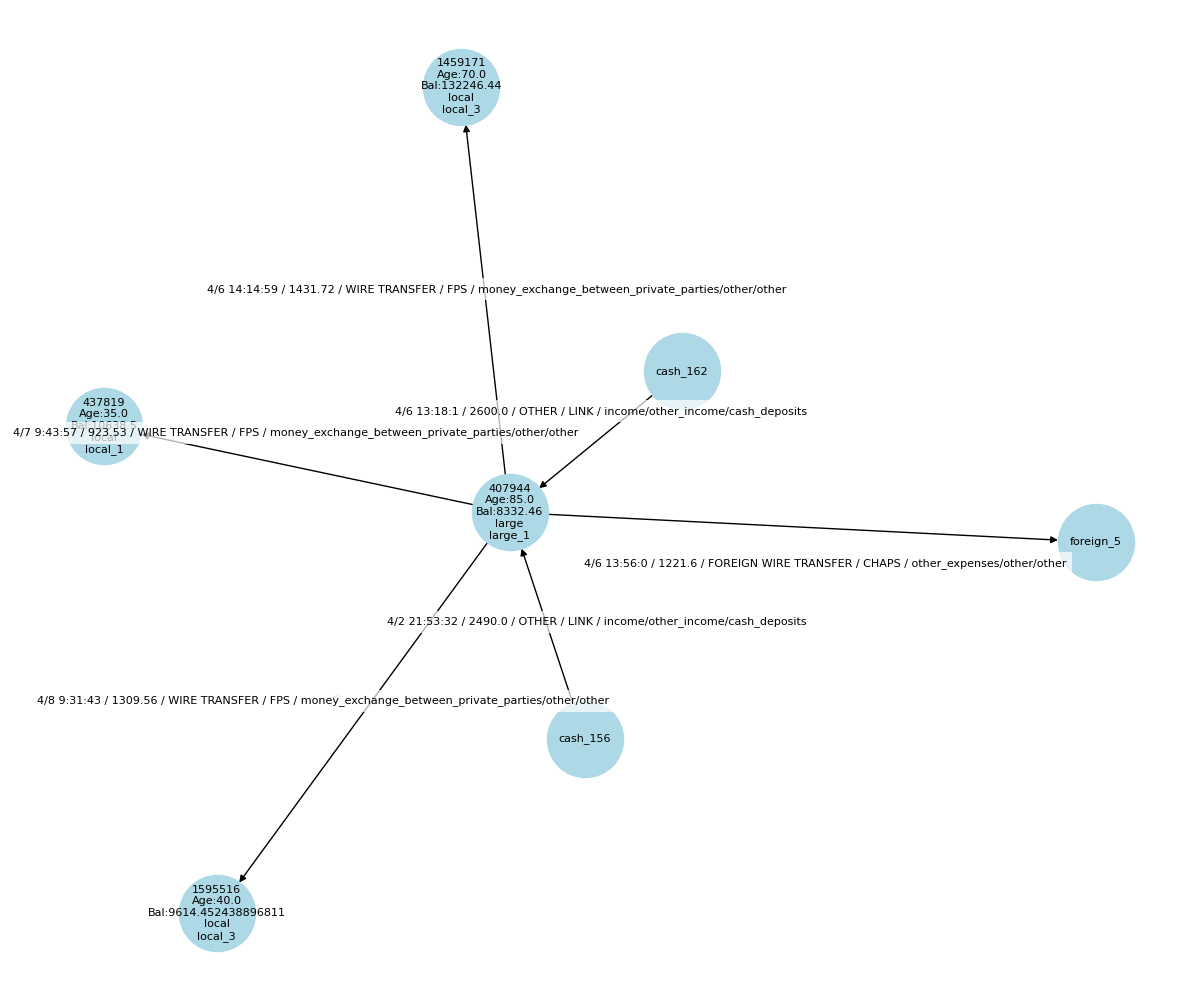 1459171
Age:70.0
Bal:132246.44
local
local_3
4/6 14:14:59 / 1431.72 / WIRE TRANSFER / FPS / money_exchange_between_private_parties/other/other
cash_162
4/6 13:18:1 / 2600.0 / OTHER / LINK / income/other_income/cash_deposits
437819
Age:35.0
Bal:10638.5
local
local_1
4/7 9:43:57 / 923.53 / WIRE TRANSFER / FPS / money_exchange_between_private_parties/other/other
407944
Age:85.0
Bal:8332.46
large
large_1
foreign_5
4/6 13:56:0 / 1221.6 / FOREIGN WIRE TRANSFER / CHAPS / other_expenses/other/other
4/2 21:53:32 / 2490.0 / OTHER / LINK / income/other_income/cash_deposits
4/8 9:31:43 / 1309.56 / WIRE TRANSFER / FPS / money_exchange_between_private_parties/other/other
cash_156
1595516
Age:40.0
Bal:9614.452438896811
local
local_3